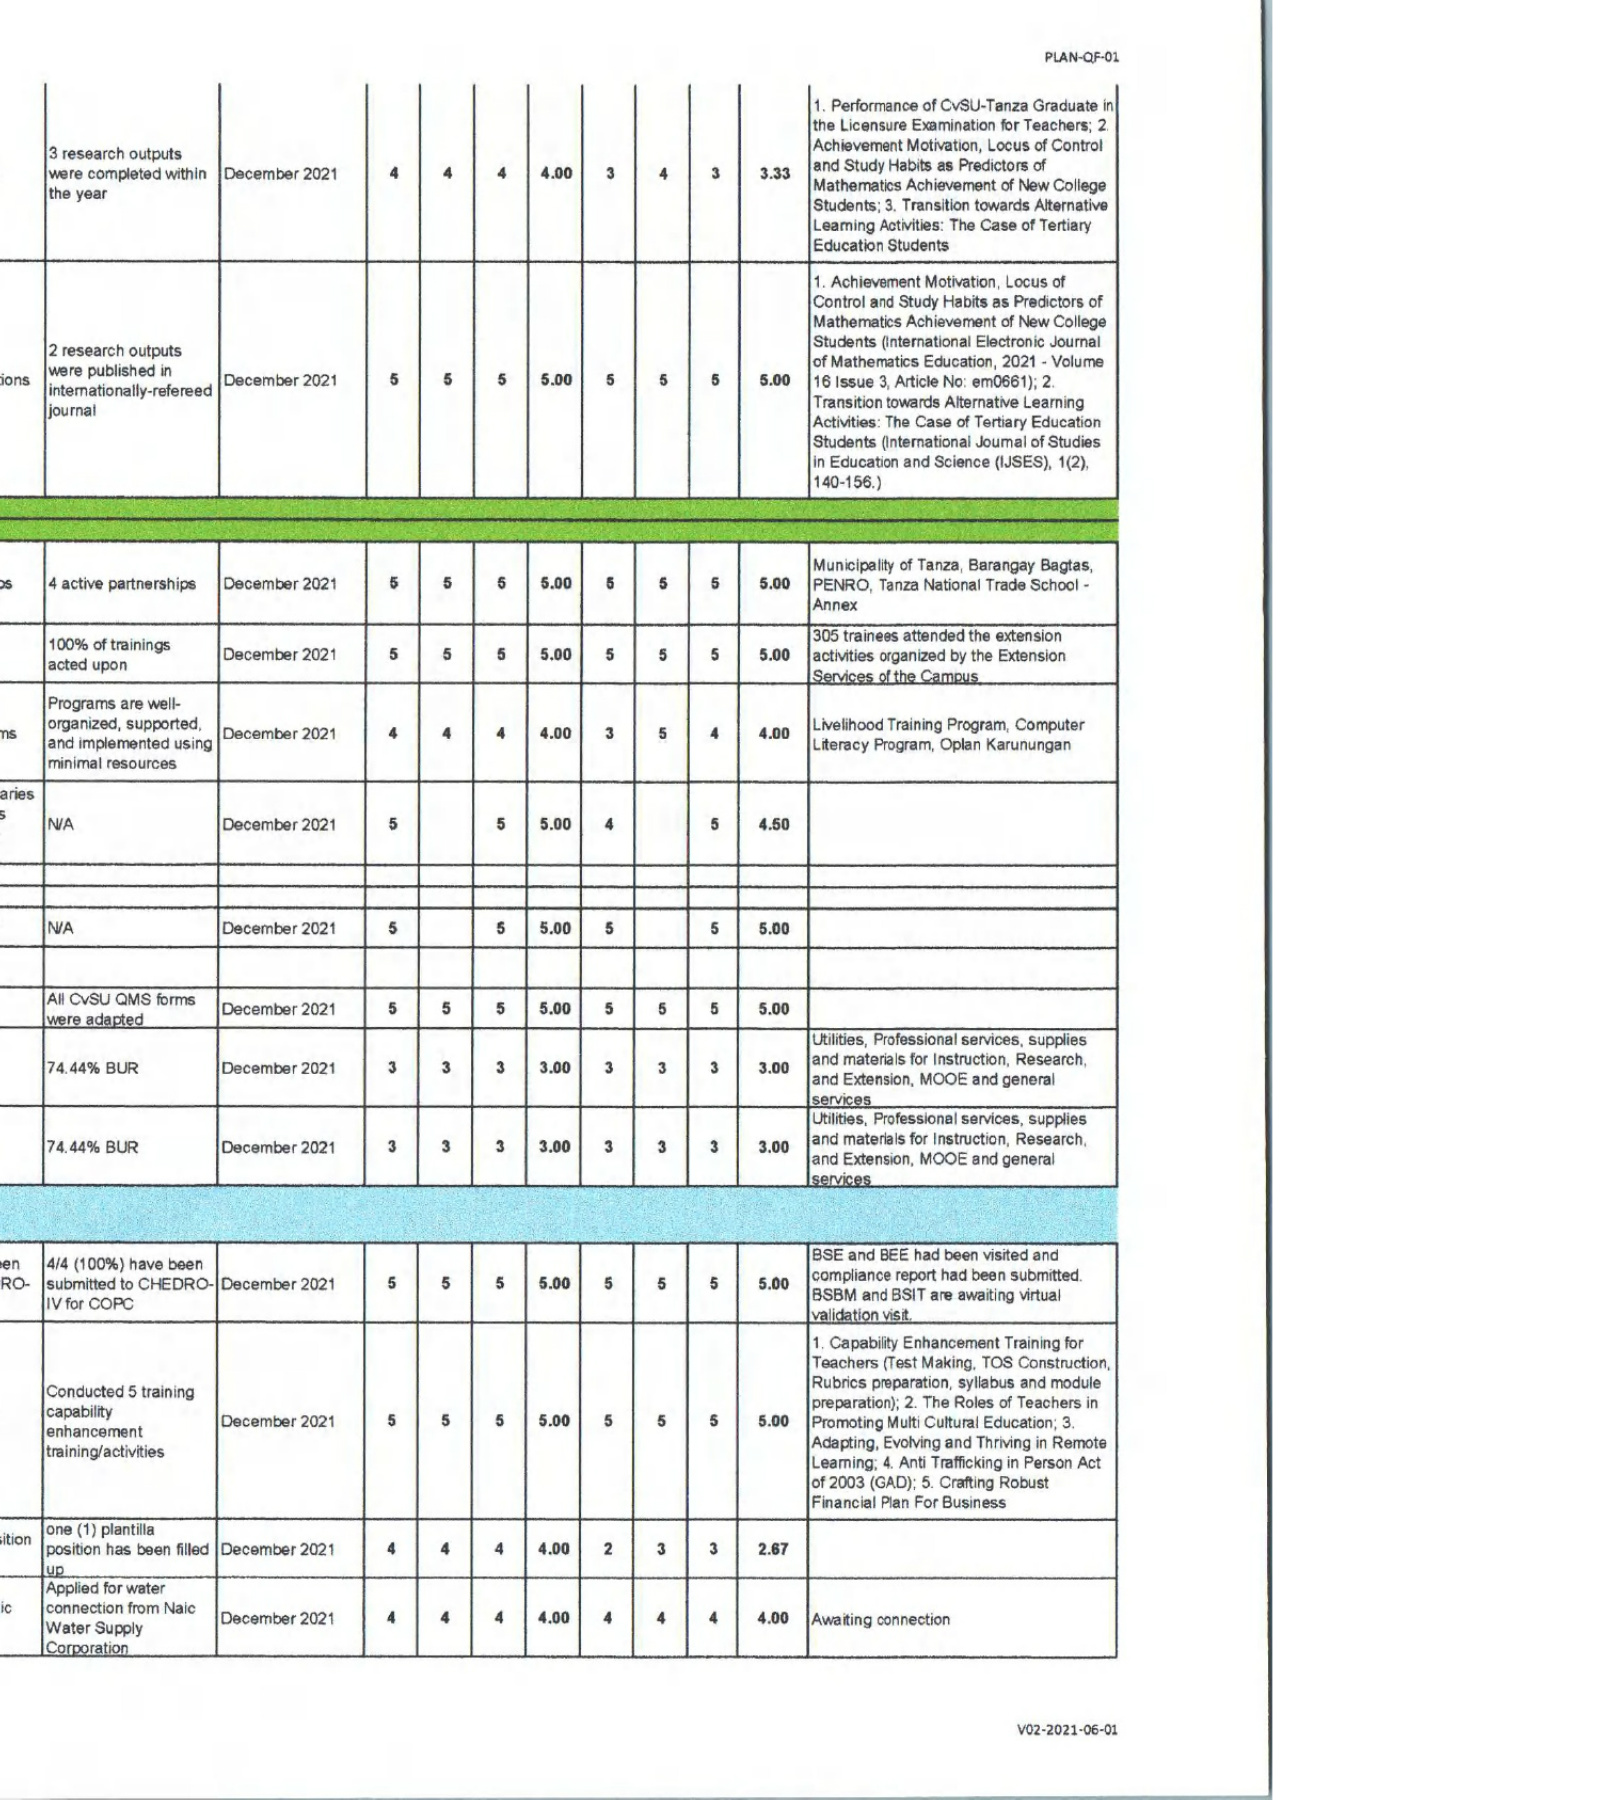 PLAN-QF-01
3 research outputs
were completed within
the year
December 2021
4 4 4 4.00 3 4 3 3.33
1. Performance of CvSU-Tanza Graduate in
the Licensure Examination for Teachers; 2.
Achievement Motivation, Locus of Control
and Study Habits as Predictors of
Mathematics Achievement of New College
Students; 3. Transition towards Alternative
Learning Activities: The Case of Tertiary
Education Students
ions
2 research outputs
were published in
internationally-refereed
journal
December 2021
5 5 5 5.00 5 5 5 5.00
1. Achievement Motivation, Locus of
Control and Study Habits as Predictors of
Mathematics Achievement of New College
Students (International Electronic Journal
of Mathematics Education, 2021 - Volume
16 Issue 3, Article No: em0661); 2.
Transition towards Alternative Learning
Activities: The Case of Tertiary Education
Students (International Journal of Studies
in Education and Science (IJSES), 1(2),
140-156.)
ps
4 active partnerships
December 2021
5 5 5 5.00 5 5 5 5.00
Municipality of Tanza, Barangay Bagtas,
PENRO, Tanza National Trade School -
Annex
100% of trainings
acted upon
December 2021
5 5 5 5.00 5 5 5 5.00
305 trainees attended the extension
activities organized by the Extension
Services of the Campus
ms
Programs are well-
organized, supported,
and implemented using
minimal resources
December 2021
4 4 4 4.00 3 5 4 4.00
Livelihood Training Program, Computer
Literacy Program, Oplan Karunungan
aries
s
N/A
December 2021
5 5 5.00 4 5 4.50
N/A
December 2021
5 5 5.00 5 5 5.00
All CvSU QMS forms
were adapted
December 2021
5 5 5 5.00 5 5 5 5.00
74.44% BUR
December 2021
3 3 3 3.00 3 3 3 3.00
Utilities, Professional services, supplies
and materials for Instruction, Research,
and Extension, MOOE and general
services
74.44% BUR
December 2021
3 3 3 3.00 3 3 3 3.00
Utilities, Professional services, supplies
and materials for Instruction, Research,
and Extension, MOOE and general
services
en
RO-
4/4 (100%) have been
submitted to CHEDRO-
IV for COPC
December 2021
5 5 5 5.00 5 5 5 5.00
BSE and BEE had been visited and
compliance report had been submitted.
BSBM and BSIT are awaiting virtual
validation visit.
Conducted 5 training
capability
enhancement
training/activities
December 2021
5 5 5 5.00 5 5 5 5.00
1. Capability Enhancement Training for
Teachers (Test Making, TOS Construction,
Rubrics preparation, syllabus and module
preparation); 2. The Roles of Teachers in
Promoting Multi Cultural Education; 3.
Adapting, Evolving and Thriving in Remote
Learning; 4. Anti Trafficking in Person Act
of 2003 (GAD); 5. Crafting Robust
Financial Plan For Business
sition
one (1) plantilla
position has been filled
up
December 2021
4 4 4 4.00 2 3 3 2.67
ic
Applied for water
connection from Naic
Water Supply
Corporation
December 2021
4 4 4 4.00 4 4 4 4.00
Awaiting connection
V02-2021-06-01